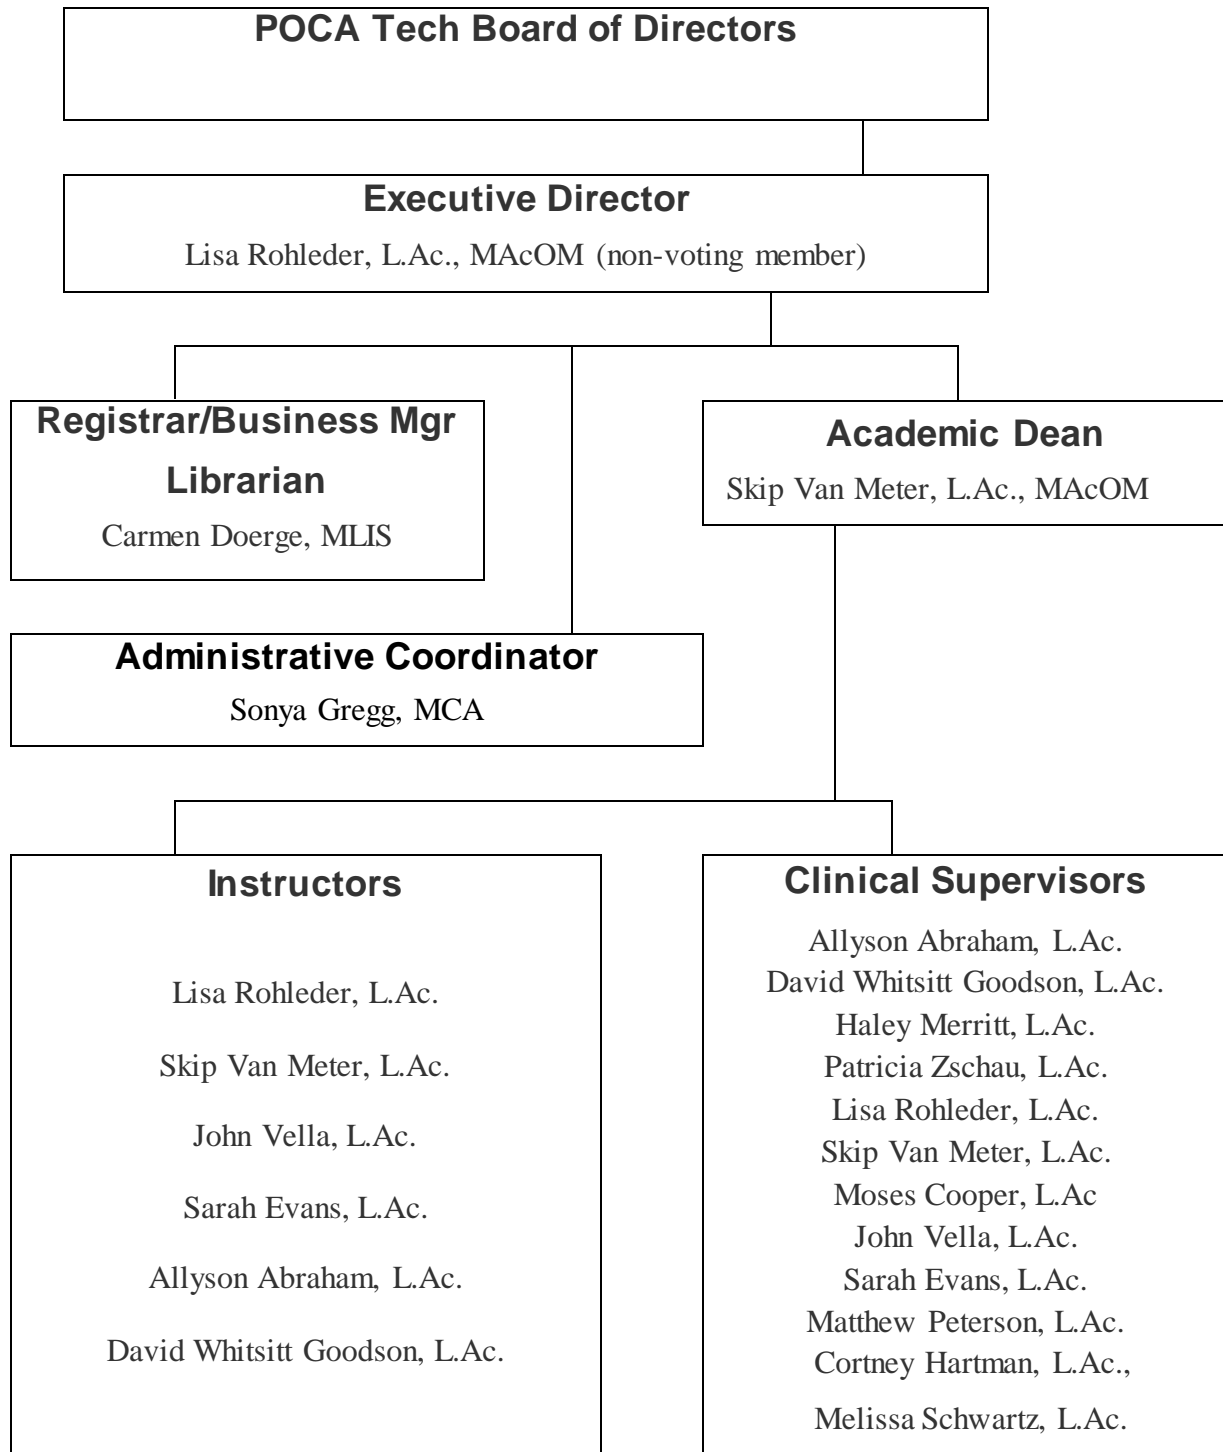 POCA Tech Board of Directors
Executive Director
Lisa Rohleder, L.Ac., MAcOM (non-voting member)
Registrar/Business Mgr
Librarian
Carmen Doerge, MLIS
Academic Dean
Skip Van Meter, L.Ac., MAcOM
Administrative Coordinator
Sonya Gregg, MCA
Instructors
Lisa Rohleder, L.Ac.
Skip Van Meter, L.Ac.
John Vella, L.Ac.
Sarah Evans, L.Ac.
Allyson Abraham, L.Ac.
David Whitsitt Goodson, L.Ac.
Clinical Supervisors
Allyson Abraham, L.Ac.
David Whitsitt Goodson, L.Ac.
Haley Merritt, L.Ac.
Patricia Zschau, L.Ac.
Lisa Rohleder, L.Ac.
Skip Van Meter, L.Ac.
Moses Cooper, L.Ac
John Vella, L.Ac.
Sarah Evans, L.Ac.
Matthew Peterson, L.Ac.
Cortney Hartman, L.Ac.,
Melissa Schwartz, L.Ac.